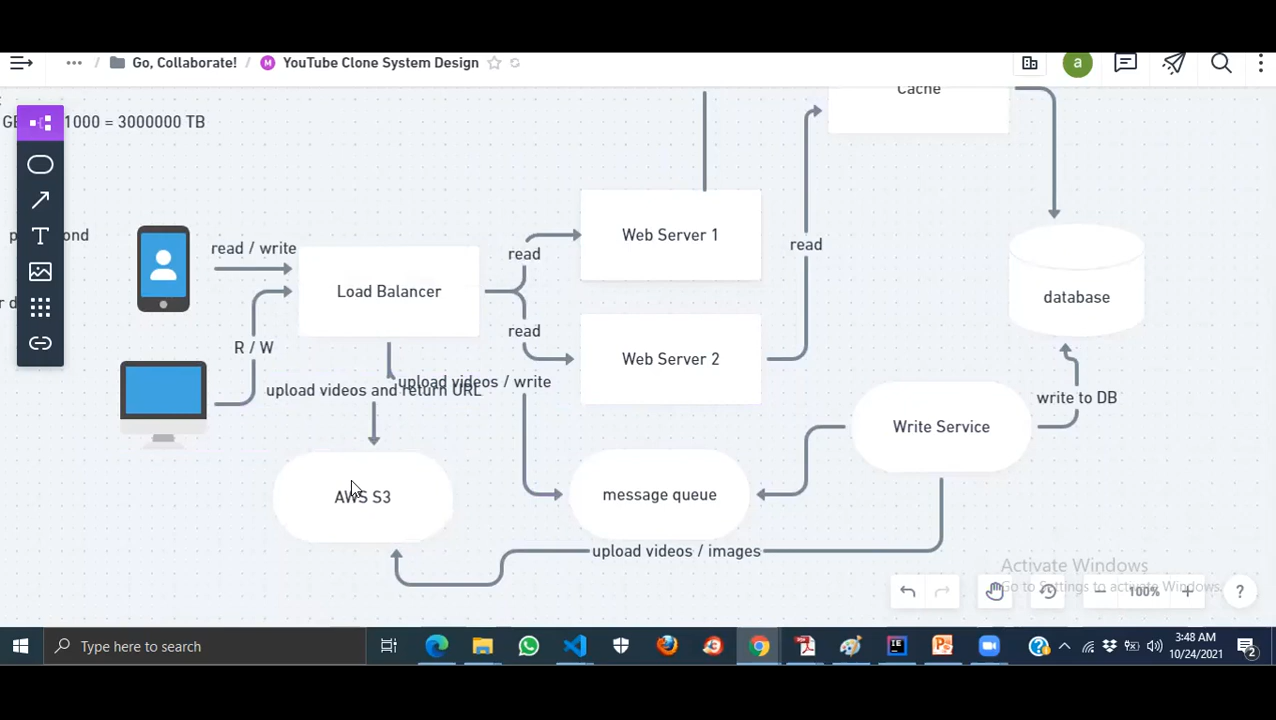 ... / Go, Collaborate! / M YouTube Clone System Design
a
GE
1000 = 3000000 TB
Cache
p
ond
read / write
Web Server 1
read
read
Load Balancer
database
r d
read
R / W
Web Server 2
upload videos / write
upload videos and return URL
write to DB
Write Service
AWS S3
message queue
upload videos / images
Activate Windows
Go to Settings to activate Windows.
100%
?
Type here to search
3:48 AM
10/24/2021
2